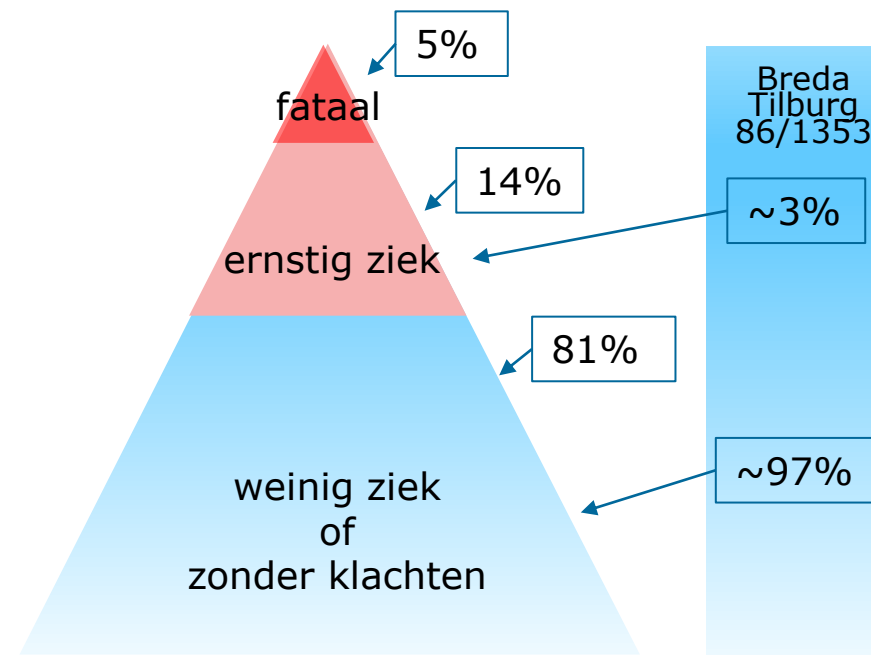 5%
fataal
14%
ernstig ziek
81%
weinig ziek
of
zonder klachten
Breda
Tilburg
86/1353
~3%
~97%